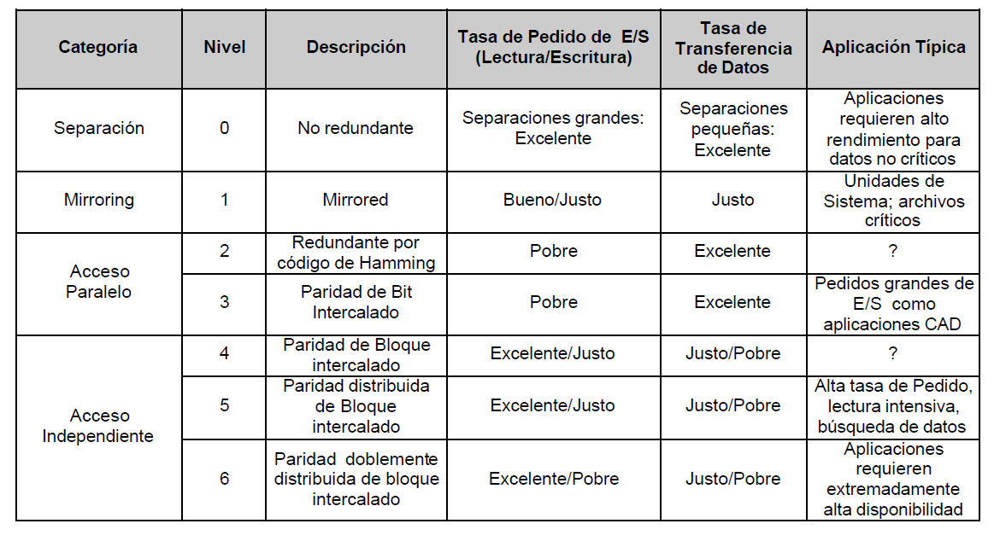 Categoría
Nivel
Descripción
Tasa de Pedido de E/S
(Lectura/Escritura)
Tasa de
Transferencia
de Datos
Aplicación Típica
Separación
0
No redundante
Separaciones grandes:
Excelente
Separaciones
pequeñas:
Excelente
Aplicaciones
requieren alto
rendimiento para
datos no críticos
Mirroring
1
Mirrored
Bueno/Justo
Justo
Unidades de
Sistema; archivos
críticos
Acceso
Paralelo
2
Redundante por
código de Hamming
Pobre
Excelente
?
3
Paridad de Bit
Intercalado
Pobre
Excelente
Pedidos grandes de
E/S como
aplicaciones CAD
Acceso
Independiente
4
Paridad de Bloque
intercalado
Excelente/Justo
Justo/Pobre
?
5
Paridad distribuida
de Bloque
intercalado
Excelente/Justo
Justo/Pobre
Alta tasa de Pedido,
lectura intensiva,
búsqueda de datos
6
Paridad doblemente
distribuida de bloque
intercalado
Excelente/Pobre
Justo/Pobre
Aplicaciones
requieren
extremadamente
alta disponibilidad